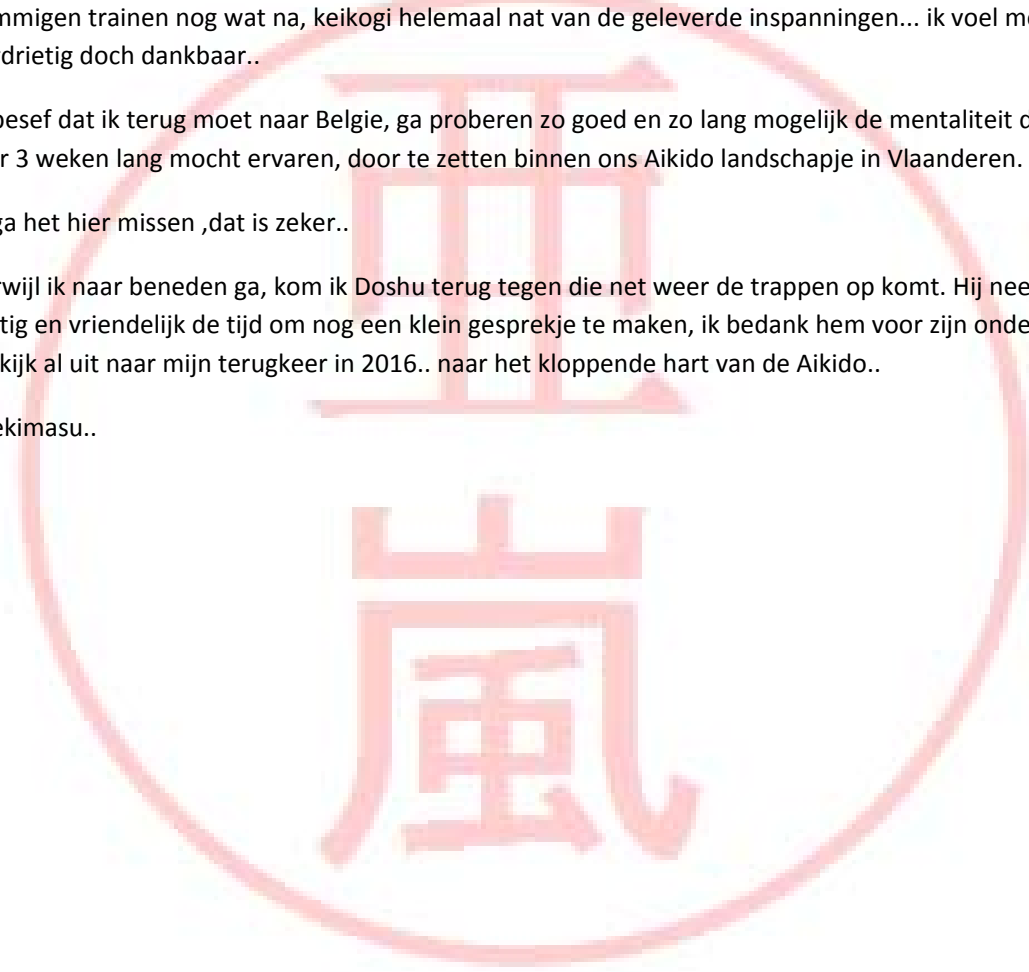 mmigen trainen nog wat na, keikogi helemaal nat van de geleverde inspanningen... ik voel m
drietig doch dankbaar..
besef dat ik terug moet naar Belgie, ga proberen zo goed en zo lang mogelijk de mentaliteit d
r 3 weken lang mocht ervaren, door te zetten binnen ons Aikido landschapje in Vlaanderen.
ga het hier missen ,dat is zeker..
rwijl ik naar beneden ga, kom ik Doshu terug tegen die net weer de trappen op komt. Hij nee
tig en vriendelijk de tijd om nog een klein gesprekje te maken, ik bedank hem voor zijn onde
kijk al uit naar mijn terugkeer in 2016.. naar het kloppende hart van de Aikido..
ekimasu..
亜
嵐